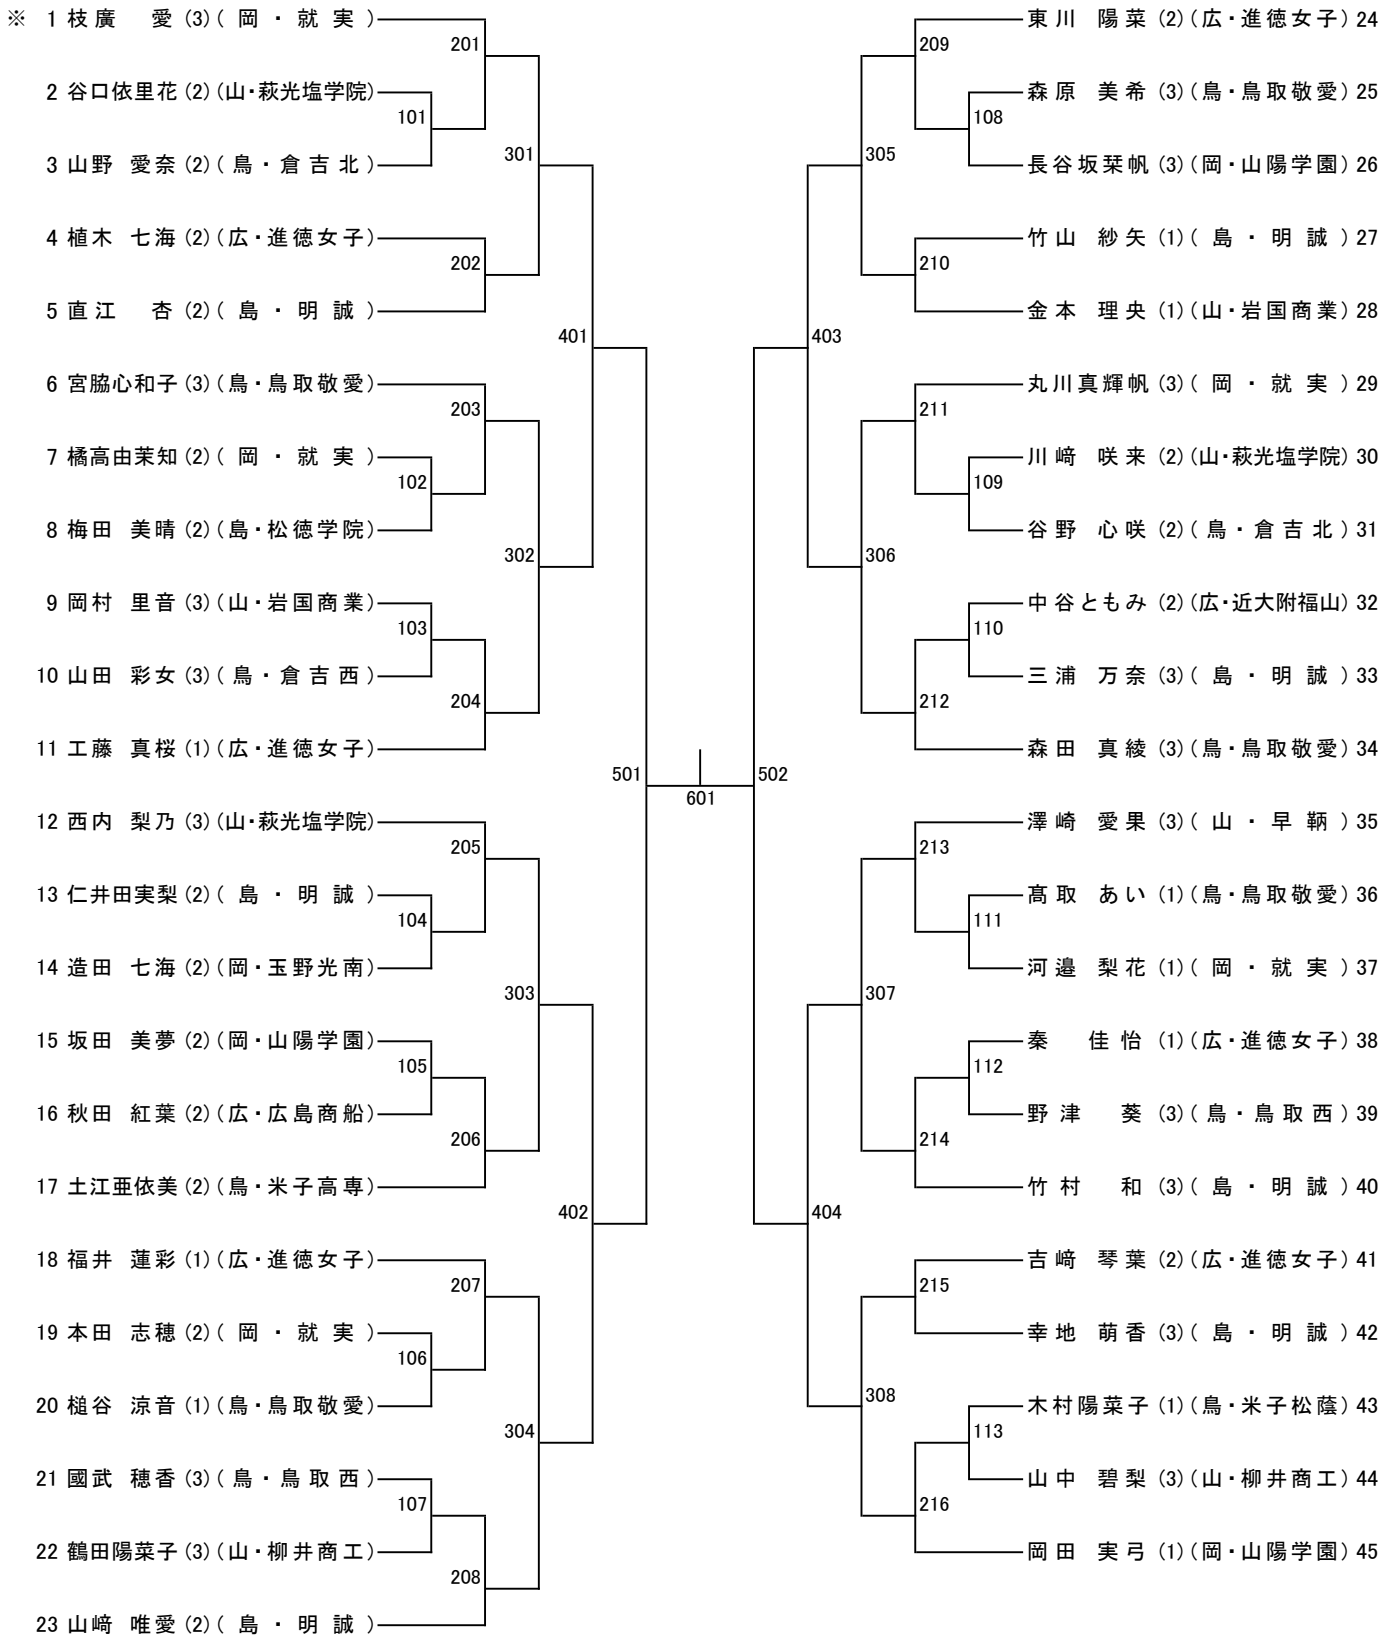 ※ 1 枝廣 愛 (3) (岡・就実)
201
2 谷口依里花 (2) (山・萩光塩学院)
101
3 山野 愛奈 (2) (鳥・倉吉北)
301
4 植木 七海 (2) (広・進徳女子)
202
5 直江 杏 (2) (島・明誠)
401
6 宮脇心和子 (3) (鳥・鳥取敬愛)
203
7 橘高由茉知 (2) (岡・就実)
102
8 梅田 美晴 (2) (島・松徳学院)
302
9 岡村 里音 (3) (山・岩国商業)
103
10 山田 彩女 (3) (鳥・倉吉西)
204
11 工藤 真桜 (1) (広・進徳女子)
501
12 西内 梨乃 (3) (山・萩光塩学院)
205
13 仁井田実梨 (2) (島・明誠)
104
14 造田 七海 (2) (岡・玉野光南)
303
15 坂田 美夢 (2) (岡・山陽学園)
105
16 秋田 紅葉 (2) (広・広島商船)
206
17 土江亜依美 (2) (鳥・米子高専)
402
18 福井 蓮彩 (1) (広・進徳女子)
207
19 本田 志穂 (2) (岡・就実)
106
20 槌谷 涼音 (1) (鳥・鳥取敬愛)
304
21 國武 穂香 (3) (鳥・鳥取西)
107
22 鶴田陽菜子 (3) (山・柳井商工)
208
23 山﨑 唯愛 (2) (島・明誠)
601
東川 陽菜 (2) (広・進徳女子) 24
209
森原 美希 (3) (鳥・鳥取敬愛) 25
108
長谷坂栞帆 (3) (岡・山陽学園) 26
305
竹山 紗矢 (1) (島・明誠) 27
210
金本 理央 (1) (山・岩国商業) 28
403
丸川真輝帆 (3) (岡・就実) 29
211
川﨑 咲来 (2) (山・萩光塩学院) 30
109
谷野 心咲 (2) (鳥・倉吉北) 31
306
中谷ともみ (2) (広・近大附福山) 32
110
三浦 万奈 (3) (島・明誠) 33
212
森田 真綾 (3) (鳥・鳥取敬愛) 34
502
澤崎 愛果 (3) (山・早鞆) 35
213
髙取 あい (1) (鳥・鳥取敬愛) 36
111
河邉 梨花 (1) (岡・就実) 37
307
秦 佳怡 (1) (広・進徳女子) 38
112
野津 葵 (3) (鳥・鳥取西) 39
214
竹村 和 (3) (島・明誠) 40
404
吉﨑 琴葉 (2) (広・進徳女子) 41
215
幸地 萌香 (3) (島・明誠) 42
308
木村陽菜子 (1) (鳥・米子松蔭) 43
113
山中 碧梨 (3) (山・柳井商工) 44
216
岡田 実弓 (1) (岡・山陽学園) 45